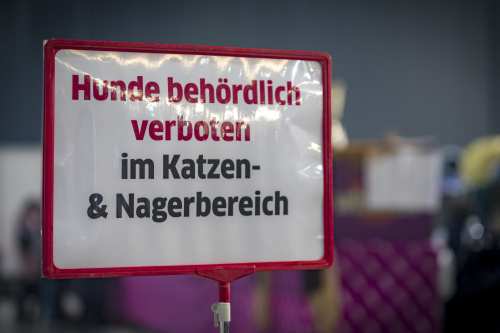 Hunde behördlich
verboten
im Katzen-
& Nagerbereich